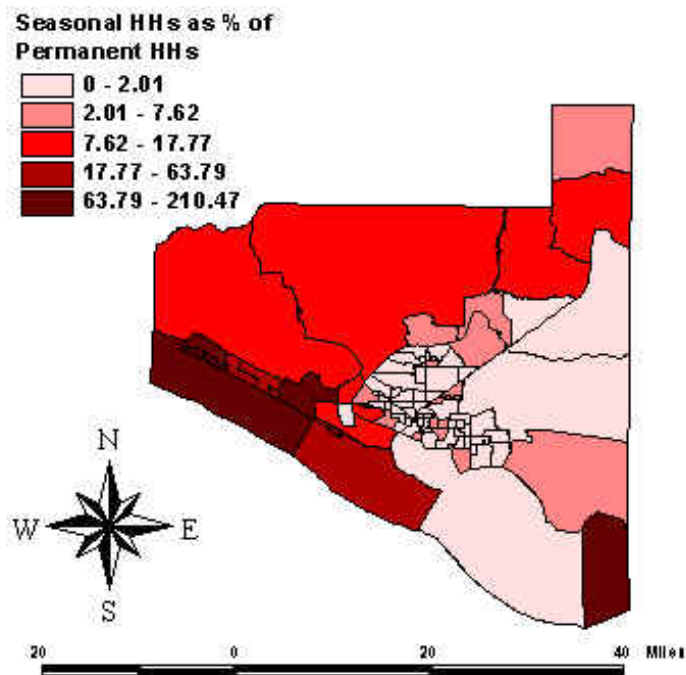 Seasonal HHs as % of
Permanent HHs
0 - 2.01
2.01 - 7.62
7.62 - 17.77
17.77 - 63.79
63.79 - 210.47
N
W E
S
20 0 20 40 Miles